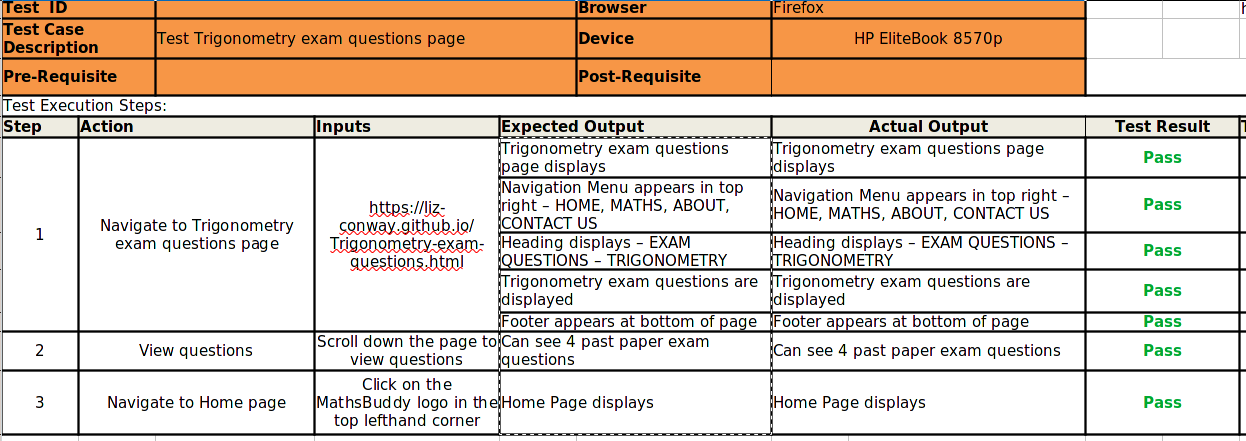 Test ID Browser Firefox
Test Case
Description
Test Trigonometry exam questions page
Device
HP EliteBook 8570p
Pre-Requisite Post-Requisite
Test Execution Steps:
Step Action Inputs Expected Output Actual Output Test Result
1
Navigate to Trigonometry
exam questions page
https://liz-
conway.github.io/
Trigonometry-exam-
questions.html
Trigonometry exam questions
page displays
Trigonometry exam questions page
displays
Pass
Navigation Menu appears in top
right – HOME, MATHS, ABOUT,
CONTACT US
Navigation Menu appears in top right –
HOME, MATHS, ABOUT, CONTACT US
Pass
Heading displays – EXAM
QUESTIONS – TRIGONOMETRY
Heading displays – EXAM QUESTIONS –
TRIGONOMETRY
Pass
Trigonometry exam questions are
displayed
Trigonometry exam questions are
displayed
Pass
Footer appears at bottom of page
Footer appears at bottom of page
Pass
2
View questions
Scroll down the page to
view questions
Can see 4 past paper exam
questions
Can see 4 past paper exam questions
Pass
3
Navigate to Home page
Click on the
MathsBuddy logo in the
top lefthand corner
Home Page displays
Home Page displays
Pass